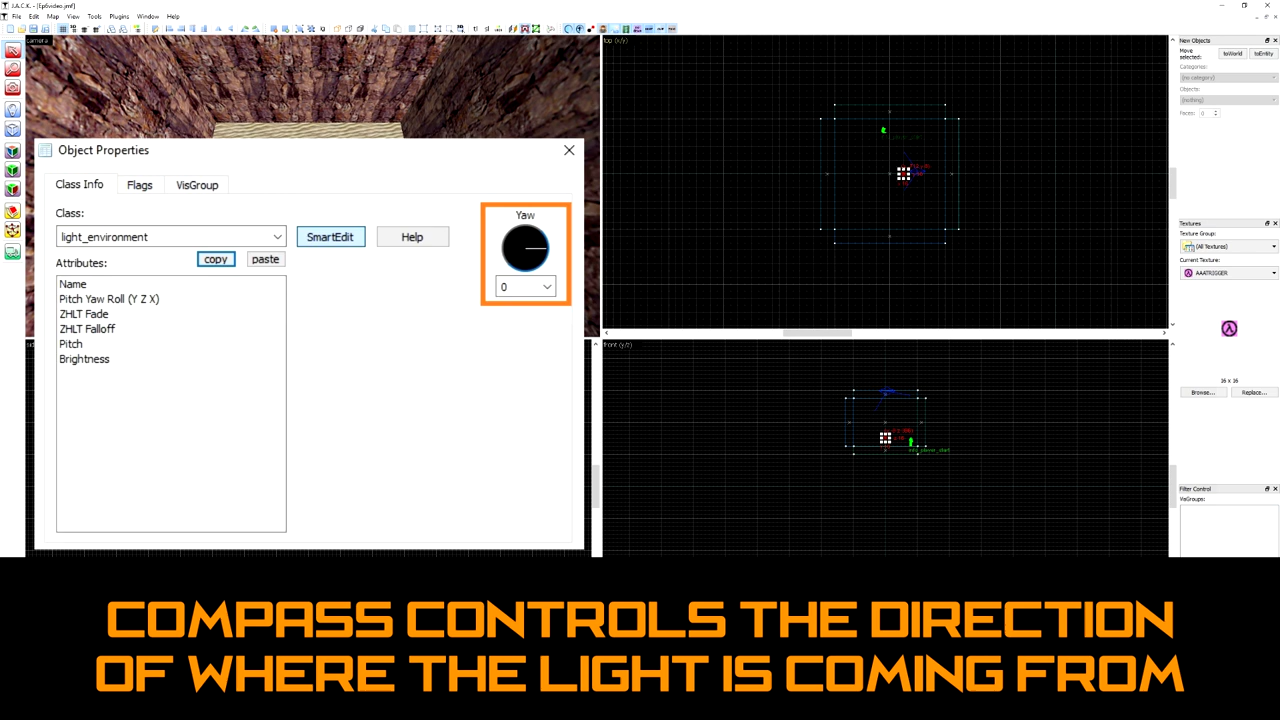 J.A.C.K. - [Ep5video.jmf]
File Edit Map View Tools Plugins Window Help
camera
top (x/y)
New Objects
Move selected:
toWorld
toEntity
Categories:
(no category)
Objects:
(nothing)
Faces: 0
Object Properties
Class Info Flags VisGroup
Class:
light_environment
SmartEdit
Help
Yaw
0
Attributes:
copy
paste
Name
Pitch Yaw Roll (Y Z X)
ZHLT Fade
ZHLT Falloff
Pitch
Brightness
Textures
Texture Group:
(All Textures)
Current Texture:
AAATRIGGER
16 x 16
Browse...
Replace...
front (y/z)
info_player_start
Filter Control
VisGroups:
COMPASS CONTROLS THE DIRECTION
OF WHERE THE LIGHT IS COMING FROM